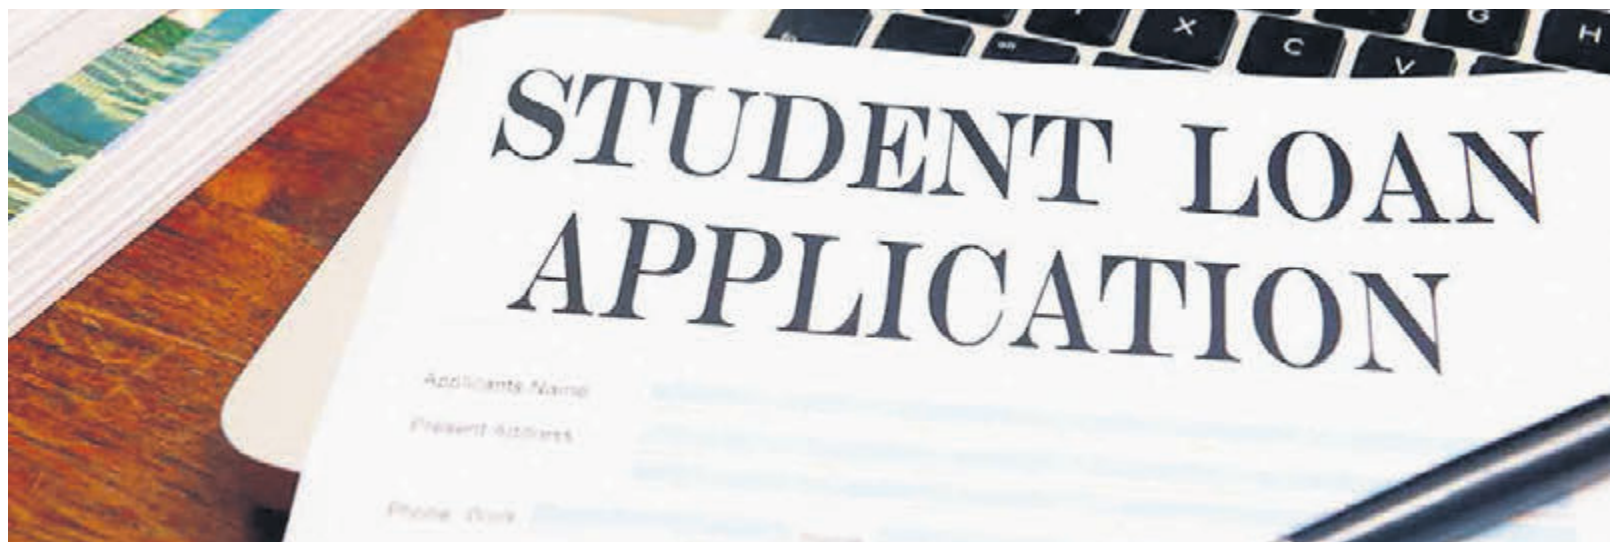 X C G H
V
STUDENT LOAN
APPLICATION
Applicants Name
Present Address
Phone Work